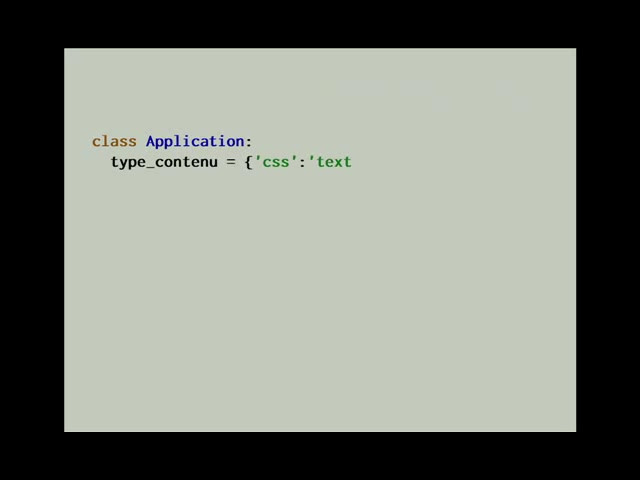 class Application:
type_contenu = {'css':'text